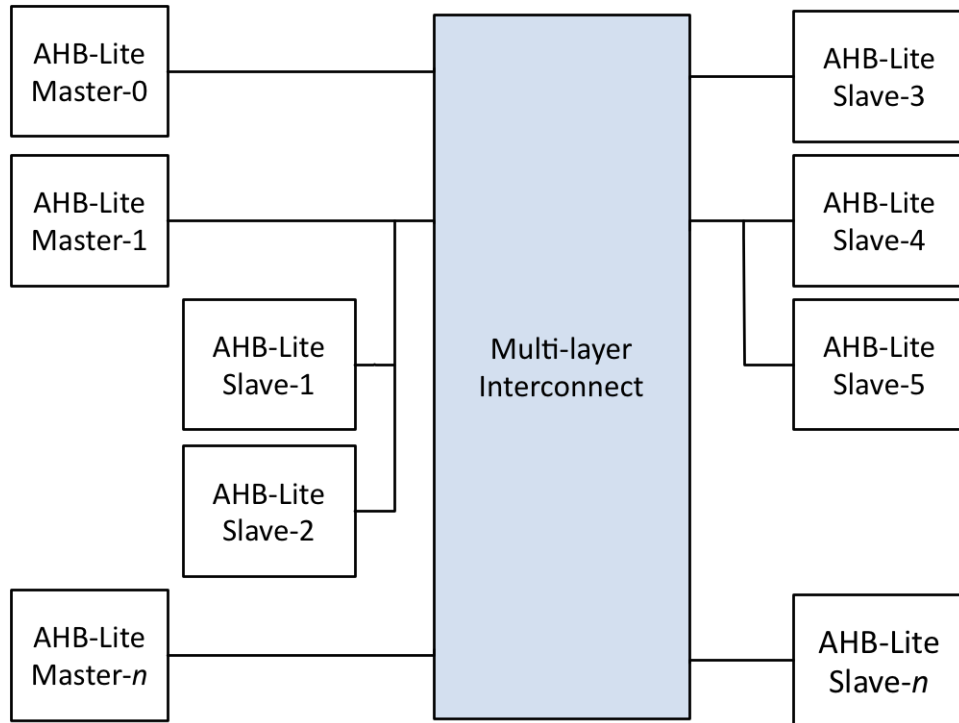 AHB-Lite
Master-0
AHB-Lite
Slave-3
AHB-Lite
Master-1
AHB-Lite
Slave-4
AHB-Lite
Slave-1
Multi-layer
Interconnect
AHB-Lite
Slave-5
AHB-Lite
Slave-2
AHB-Lite
Master-n
AHB-Lite
Slave-n